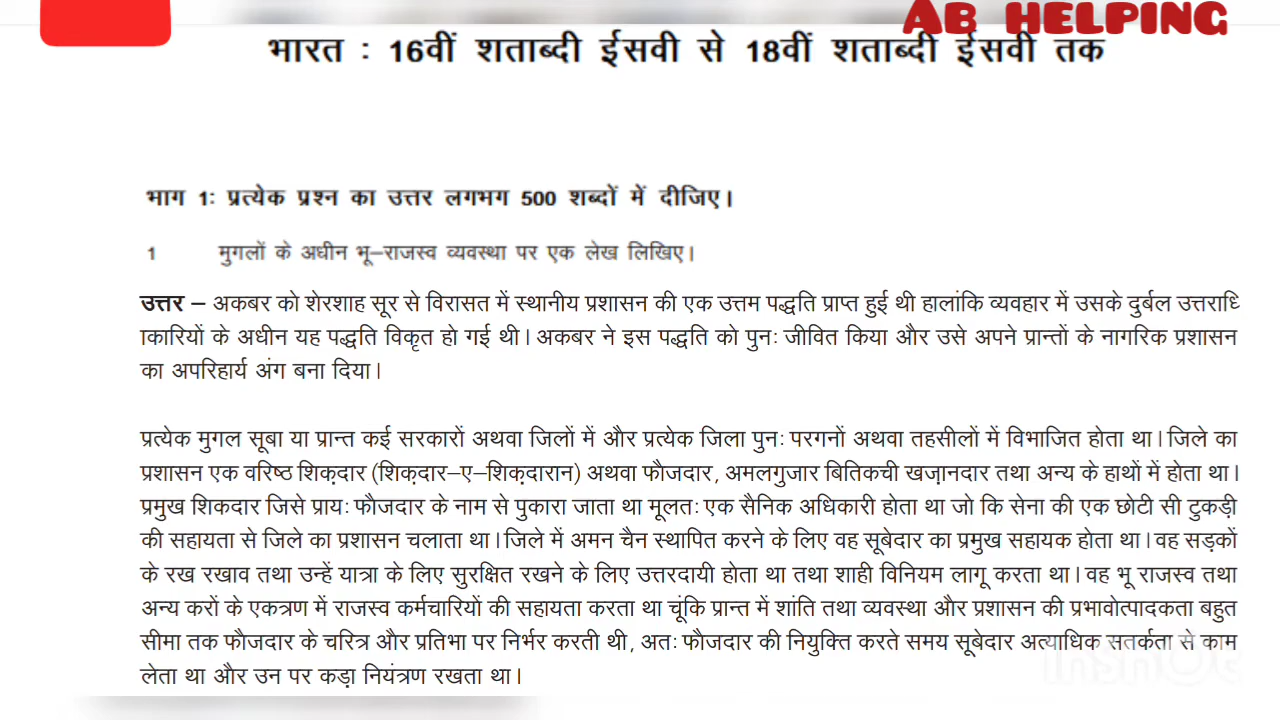 AB HELPING
भारत : 16वीं शताब्दी ईसवी से 18वीं शताब्दी ईसवी तक
भाग 1: प्रत्येक प्रश्न का उत्तर लगभग 500 शब्दों में दीजिए।
1 मुगलों के अधीन भू–राजस्व व्यवस्था पर एक लेख लिखिए।
उत्तर – अकबर को शेरशाह सूर से विरासत में स्थानीय प्रशासन की एक उत्तम पद्धति प्राप्त हुई थी हालांकि व्यवहार में उसके दुर्बल उत्तराधि
ाकारियों के अधीन यह पद्धति विकृत हो गई थी। अकबर ने इस पद्धति को पुनः जीवित किया और उसे अपने प्रान्तों के नागरिक प्रशासन
का अपरिहार्य अंग बना दिया।
प्रत्येक मुगल सूबा या प्रान्त कई सरकारों अथवा जिलों में और प्रत्येक जिला पुनः परगनों अथवा तहसीलों में विभाजित होता था। जिले का
प्रशासन एक वरिष्ठ शिक़दार (शिक़दार–ए–शिक़दारान) अथवा फौजदार, अमलगुजार बितिकची खज़ानदार तथा अन्य के हाथों में होता था।
प्रमुख शिकदार जिसे प्रायः फौजदार के नाम से पुकारा जाता था मूलतः एक सैनिक अधिकारी होता था जो कि सेना की एक छोटी सी टुकड़ी
की सहायता से जिले का प्रशासन चलाता था। जिले में अमन चैन स्थापित करने के लिए वह सूबेदार का प्रमुख सहायक होता था। वह सड़कों
के रख रखाव तथा उन्हें यात्रा के लिए सुरक्षित रखने के लिए उत्तरदायी होता था तथा शाही विनियम लागू करता था। वह भू राजस्व तथा
अन्य करों के एकत्रण में राजस्व कर्मचारियों की सहायता करता था चूंकि प्रान्त में शांति तथा व्यवस्था और प्रशासन की प्रभावोत्पादकता बहुत
सीमा तक फौजदार के चरित्र और प्रतिभा पर निर्भर करती थी, अतः फौजदार की नियुक्ति करते समय सूबेदार अत्याधिक सतर्कता से काम
लेता था और उन पर कड़ा नियंत्रण रखता था।